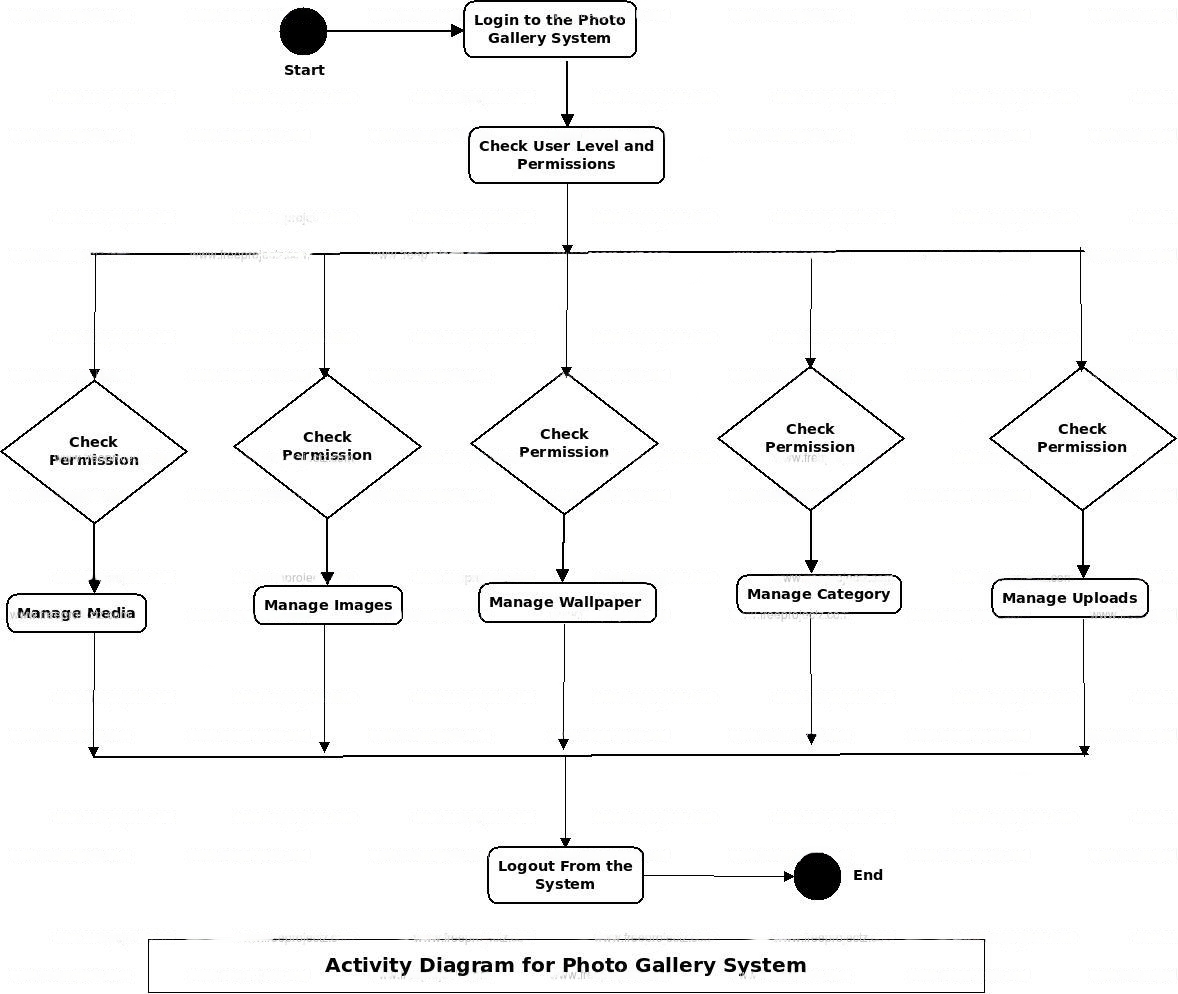 Login to the Photo
Gallery System
Start
Check User Level and
Permissions
Check
Permission
Check
Permission
Check
Permission
Check
Permission
Check
Permission
Manage Media
Manage Images
Manage Wallpaper
Manage Category
Manage Uploads
Logout From the
System
End
Activity Diagram for Photo Gallery System